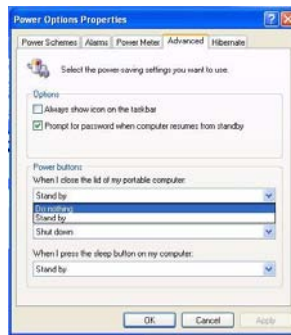 Power Options Properties
Power Schemes Alarms Power Meter Advanced Hibernate
Select the power-saving settings you want to use.
Options
Always show icon on the taskbar
Prompt for password when computer resumes from standby
Power buttons
When I close the lid of my portable computer:
Stand by
Do nothing
Stand by
Shut down
When I press the sleep button on my computer:
Stand by
OK Cancel Apply